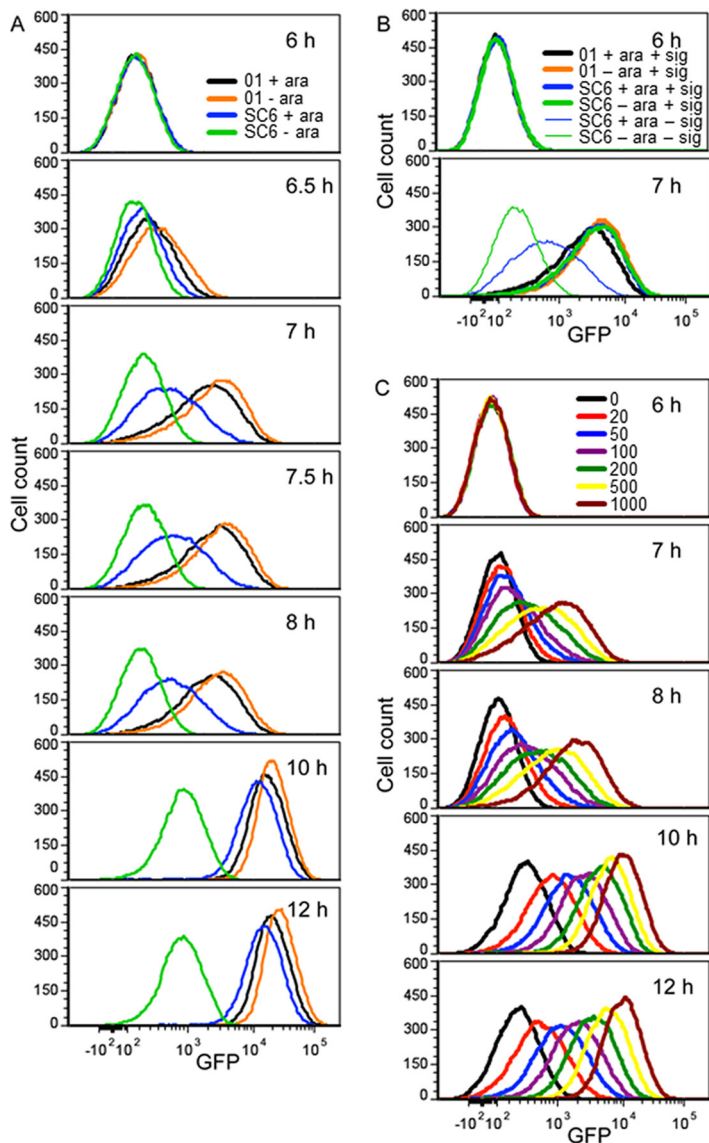 A
600
450
300
150
0
6 h
01 + ara
01 - ara
SC6 + ara
SC6 - ara
600
450
300
150
0
6.5 h
600
450
300
150
0
7 h
600
450
300
150
0
7.5 h
600
450
300
150
0
8 h
600
450
300
150
0
10 h
600
450
300
150
0
12 h
Cell count
-10² 10² 10³ 10⁴ 10⁵
GFP
B
600
450
300
150
0
6 h
01 + ara + sig
01 – ara + sig
SC6 + ara + sig
SC6 – ara + sig
SC6 + ara – sig
SC6 – ara – sig
600
450
300
150
0
7 h
Cell count
-10² 10² 10³ 10⁴ 10⁵
GFP
C
600
450
300
150
0
6 h
0
20
50
100
200
500
1000
600
450
300
150
0
7 h
600
450
300
150
0
8 h
600
450
300
150
0
10 h
600
450
300
150
0
12 h
Cell count
-10² 10² 10³ 10⁴ 10⁵
GFP